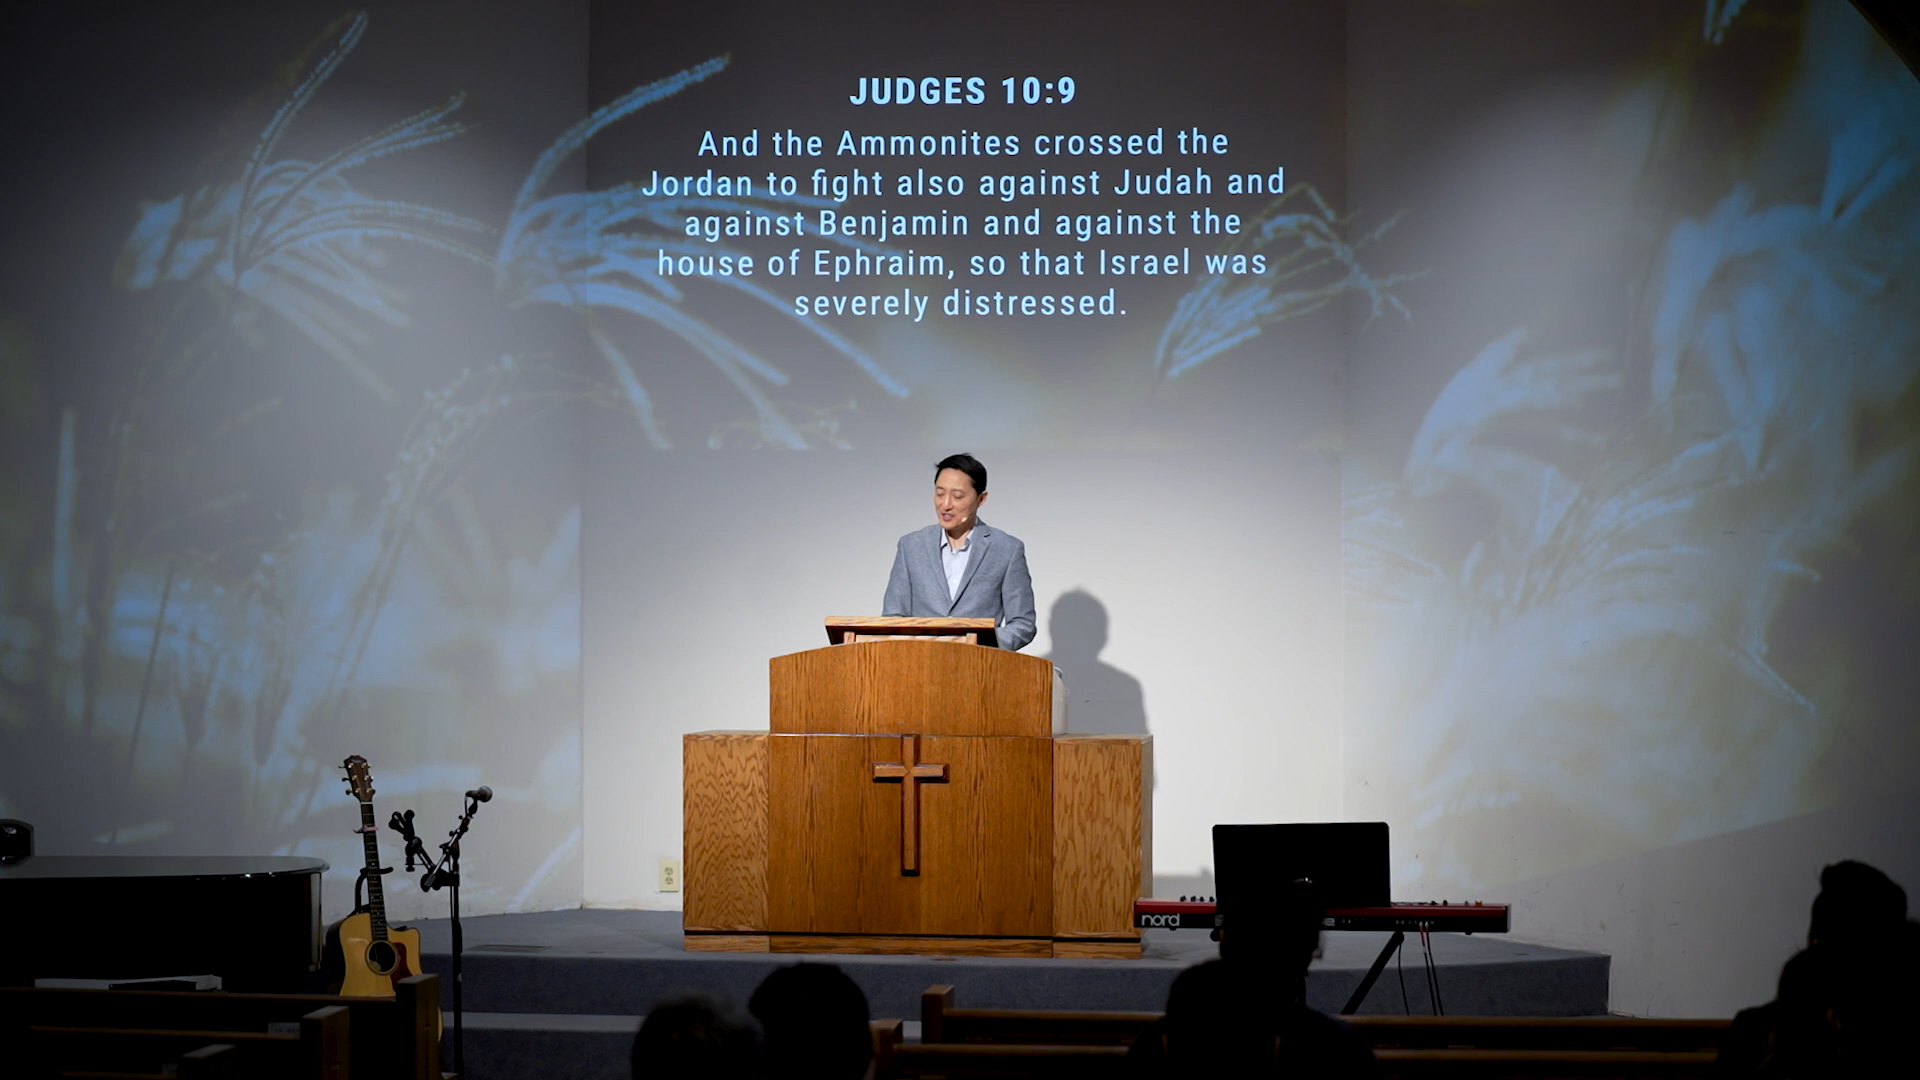 JUDGES 10:9
And the Ammonites crossed the
Jordan to fight also against Judah and
against Benjamin and against the
house of Ephraim, so that Israel was
severely distressed.
nord